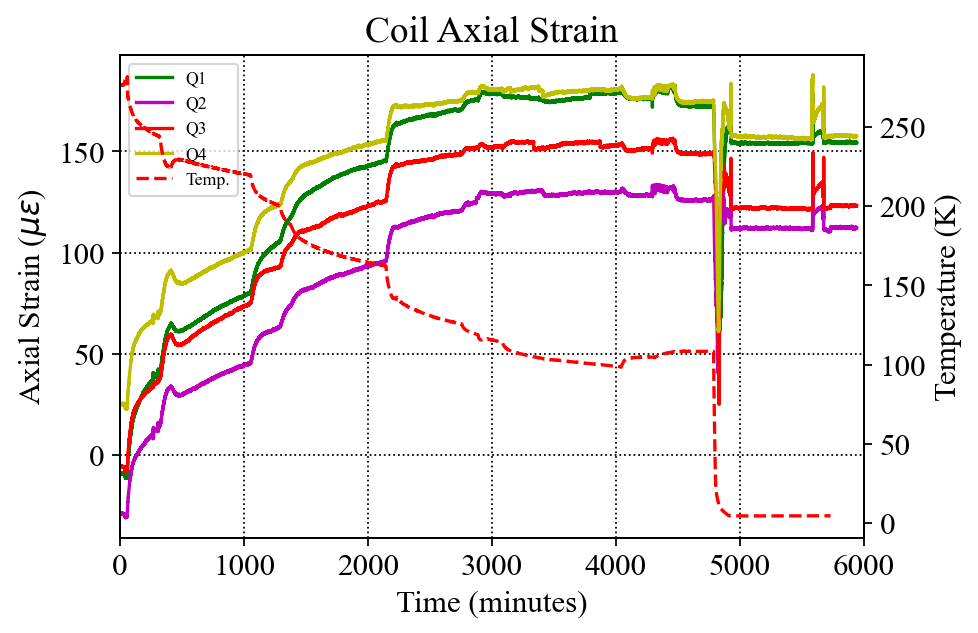 Coil Axial Strain
Q1
Q2
Q3
Q4
Temp.
Axial Strain (με)
150
100
50
0
250
200
150
100
50
0
Temperature (K)
0 1000 2000 3000 4000 5000 6000
Time (minutes)